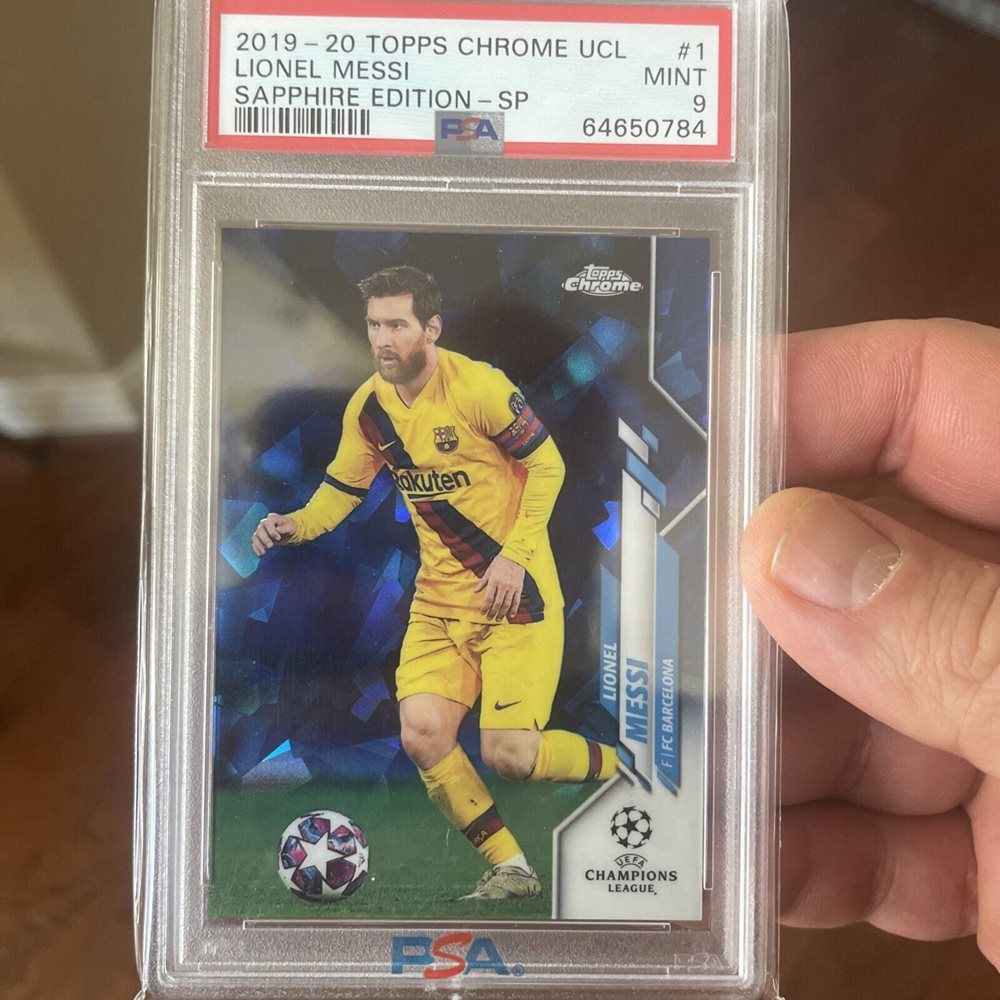 2019 - 20 TOPPS CHROME UCL #1
LIONEL MESSI MINT
SAPPHIRE EDITION - SP 9
PSA 64650784
Topps
Chrome
Rakuten
LIONEL
MESSI
F | FC BARCELONA
UEFA
CHAMPIONS
LEAGUE
PSA